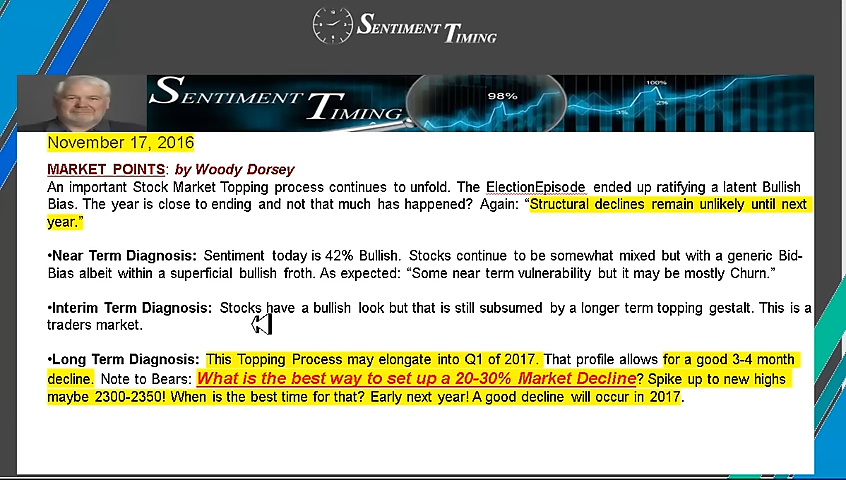 SENTIMENT TIMING
SENTIMENT TIMING
98%
100%
3%
2%
November 17, 2016
MARKET POINTS: by Woody Dorsey
An important Stock Market Topping process continues to unfold. The ElectionEpisode ended up ratifying a latent Bullish
Bias. The year is close to ending and not that much has happened? Again: “Structural declines remain unlikely until next
year.”
•Near Term Diagnosis: Sentiment today is 42% Bullish. Stocks continue to be somewhat mixed but with a generic Bid-
Bias albeit within a superficial bullish froth. As expected: “Some near term vulnerability but it may be mostly Churn.”
•Interim Term Diagnosis: Stocks have a bullish look but that is still subsumed by a longer term topping gestalt. This is a
traders market.
•Long Term Diagnosis: This Topping Process may elongate into Q1 of 2017. That profile allows for a good 3-4 month
decline. Note to Bears: What is the best way to set up a 20-30% Market Decline? Spike up to new highs
maybe 2300-2350! When is the best time for that? Early next year! A good decline will occur in 2017.